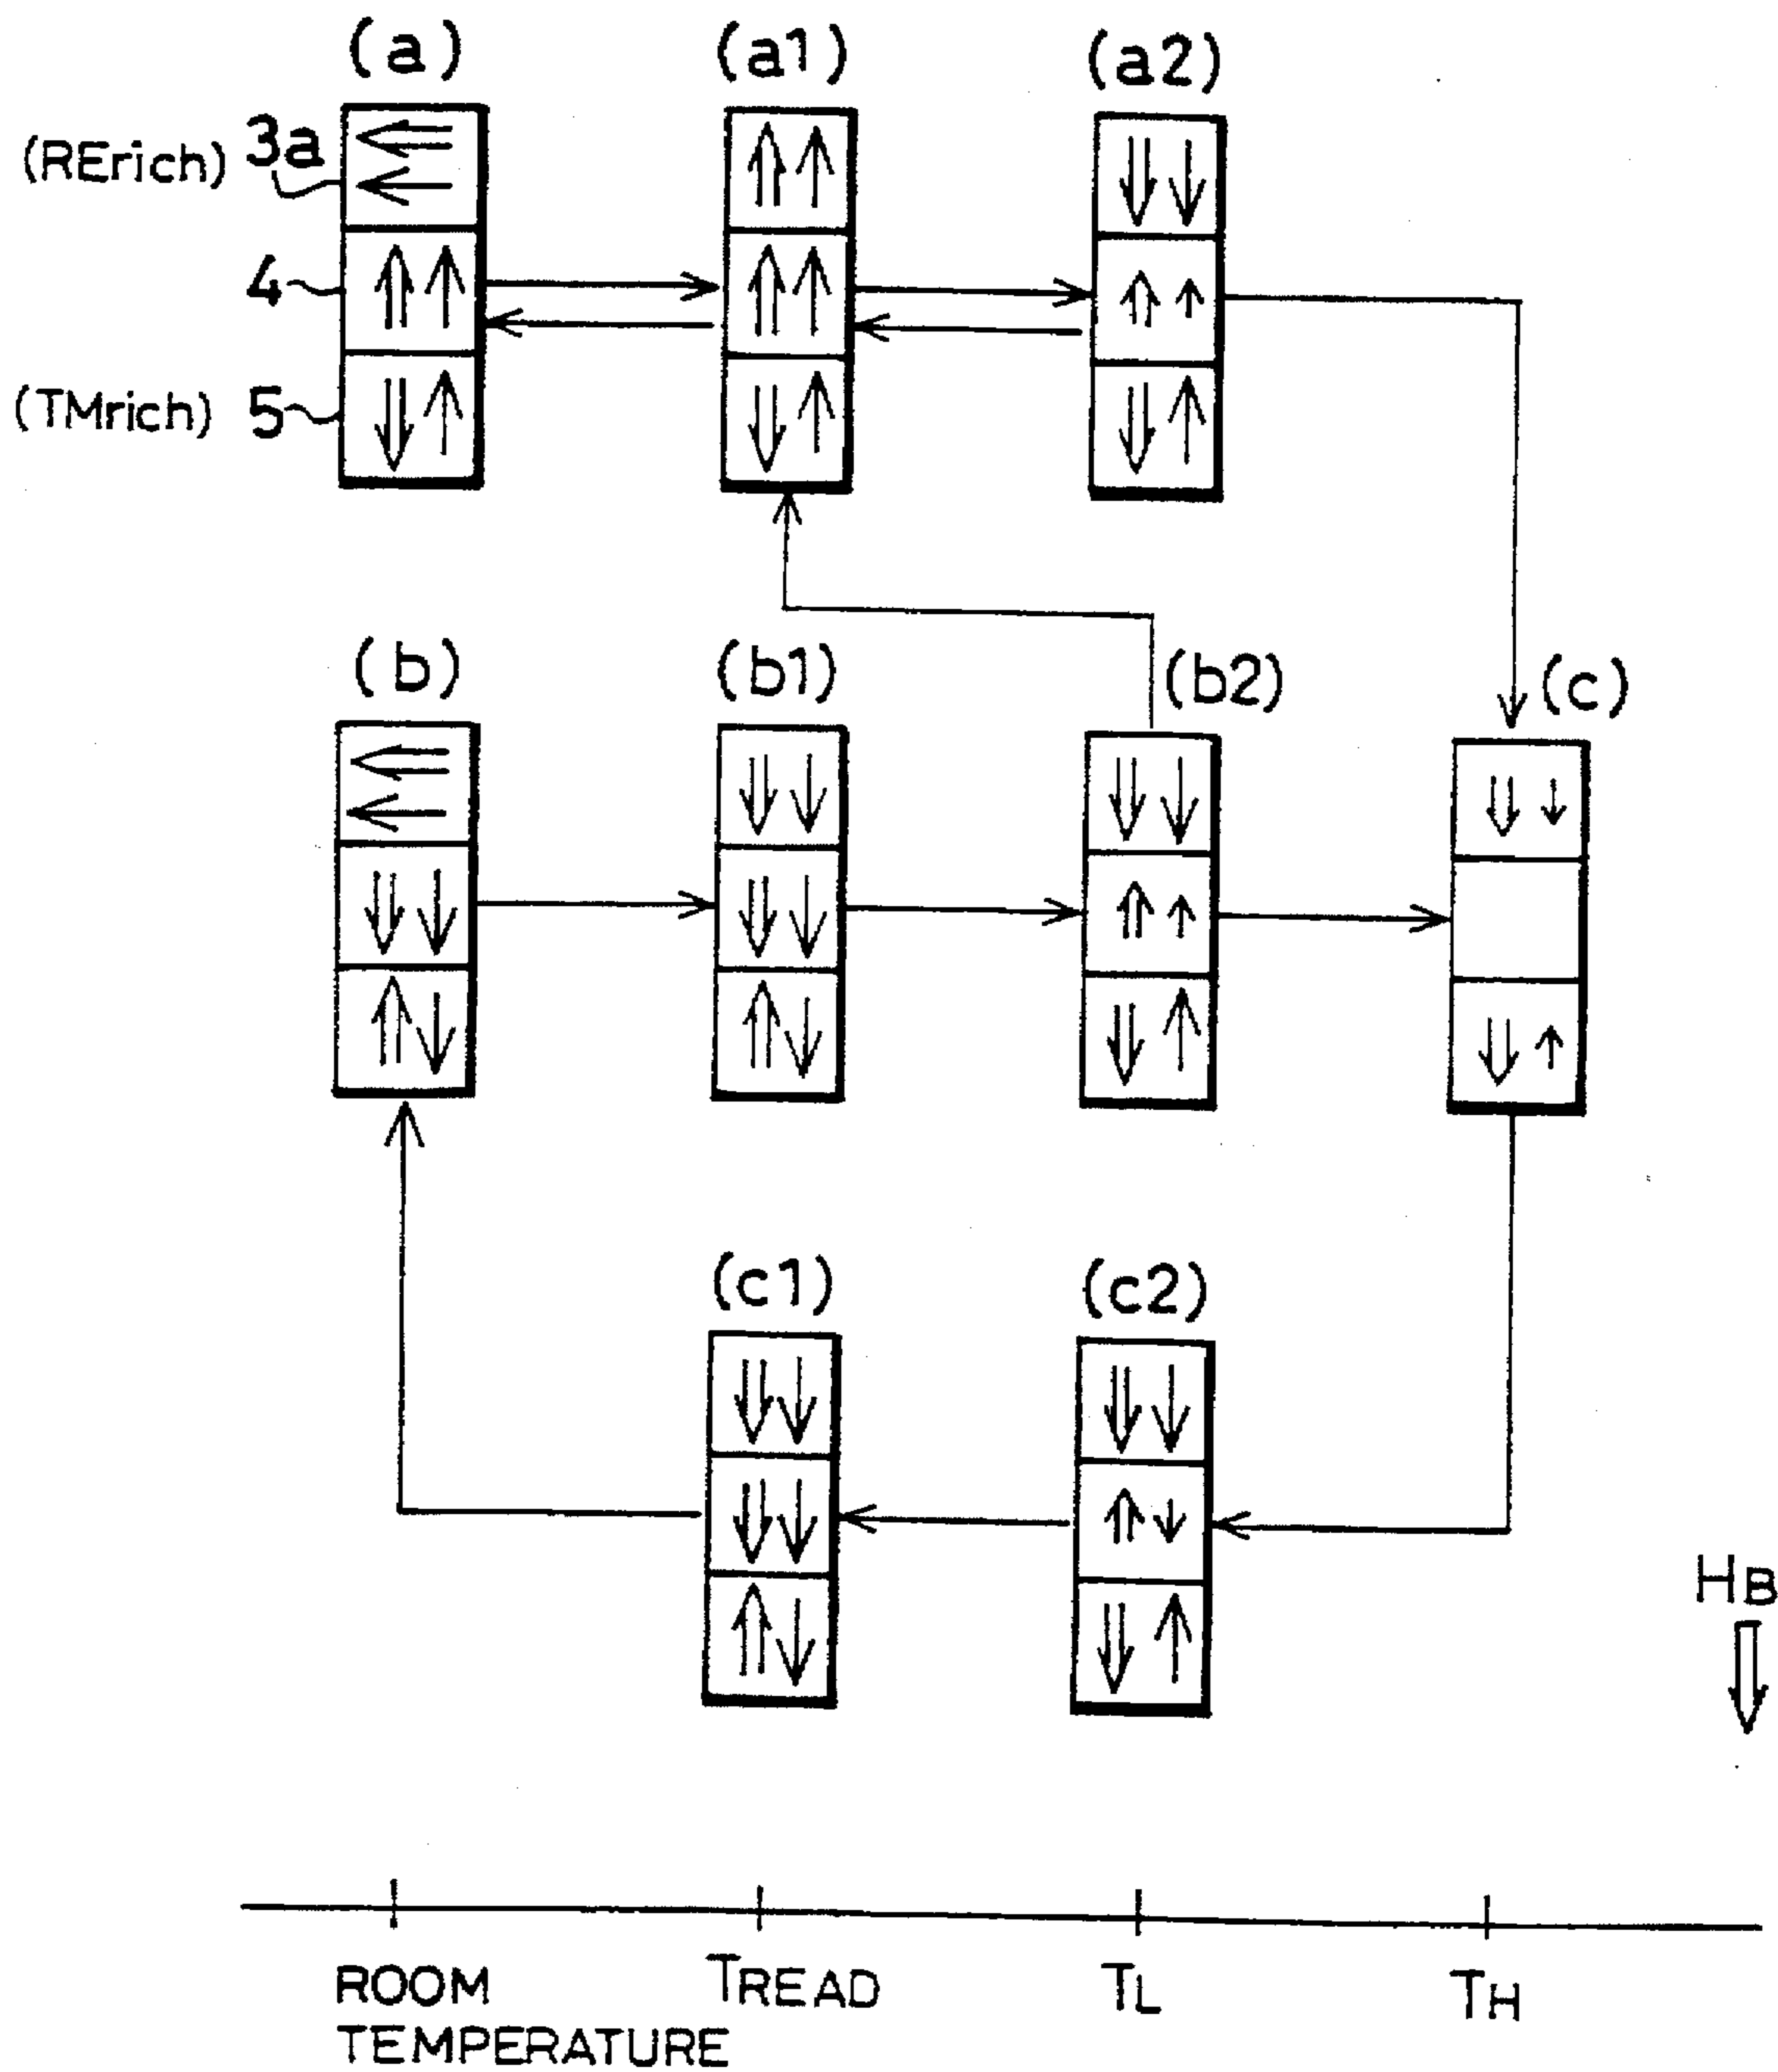 (a) (a1) (a2)
(RErich) 3a
4
(TMrich) 5
(b) (b1) (b2) (c)
(c1) (c2)
HB
ROOM TEMPERATURE
TREAD
TL
TH